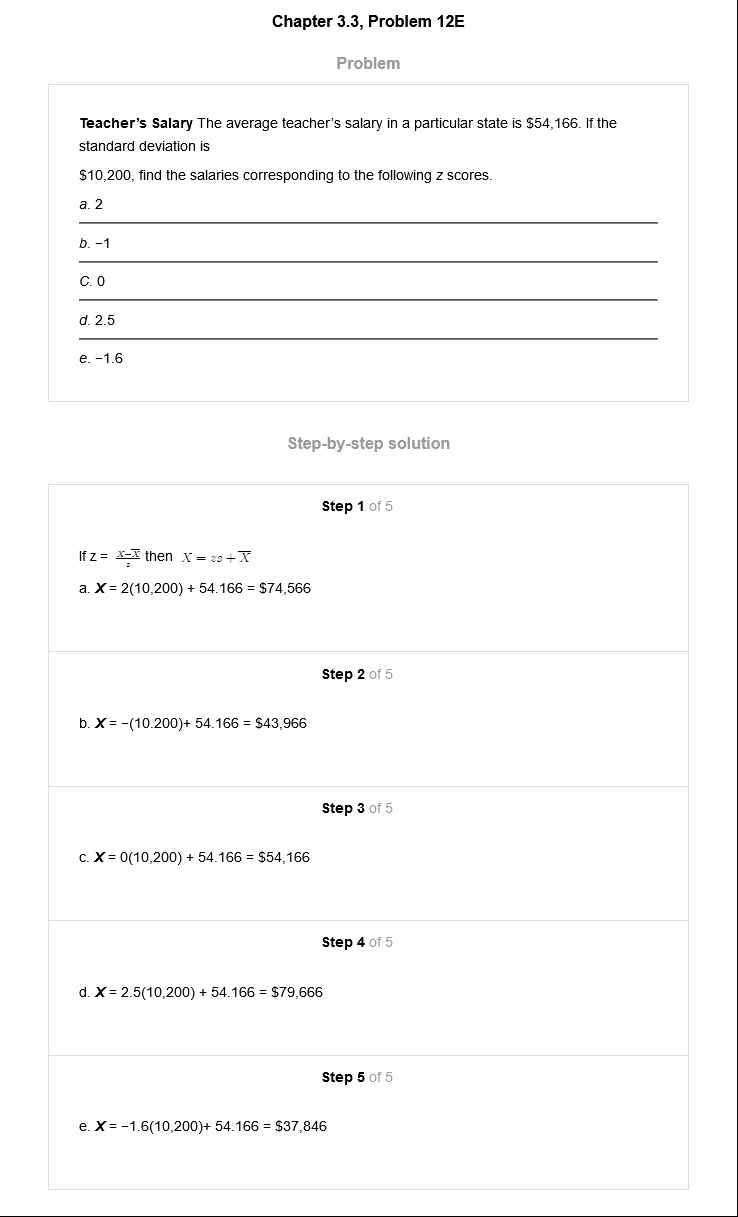 Chapter 3.3, Problem 12E
Problem
Teacher’s Salary The average teacher’s salary in a particular state is $54,166. If the
standard deviation is
$10,200, find the salaries corresponding to the following z scores.
a. 2
b. −1
C. 0
d. 2.5
e. −1.6
Step-by-step solution
Step 1 of 5
If z = \frac{X−\overline{X}}{s} then X = zs + \overline{X}
a. X = 2(10,200) + 54.166 = $74,566
Step 2 of 5
b. X = −(10.200)+ 54.166 = $43,966
Step 3 of 5
c. X = 0(10,200) + 54.166 = $54,166
Step 4 of 5
d. X = 2.5(10,200) + 54.166 = $79,666
Step 5 of 5
e. X = −1.6(10,200)+ 54.166 = $37,846